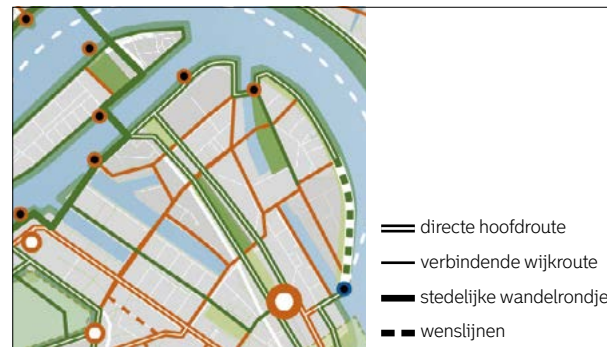 directe hoofdroute
verbindende wijkroute
stedelijke wandelrondje
wenslijnen